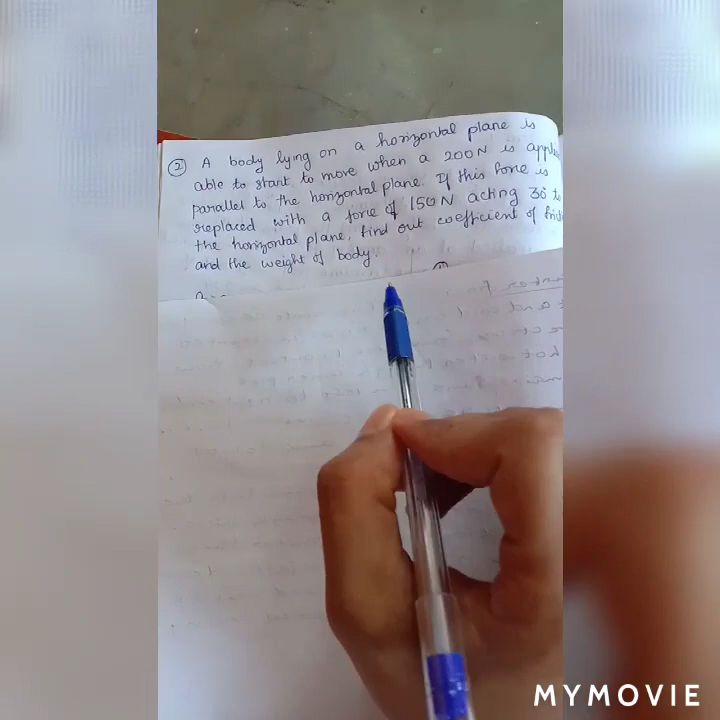 ② A body lying on a horizontal plane is
able to start to move when a 200N is
parallel to the horizontal plane. If this force is
replaced with a force of 150N acting 30° to
the horizontal plane, find out coefficient of
and the weight of body.
MYMOVIE